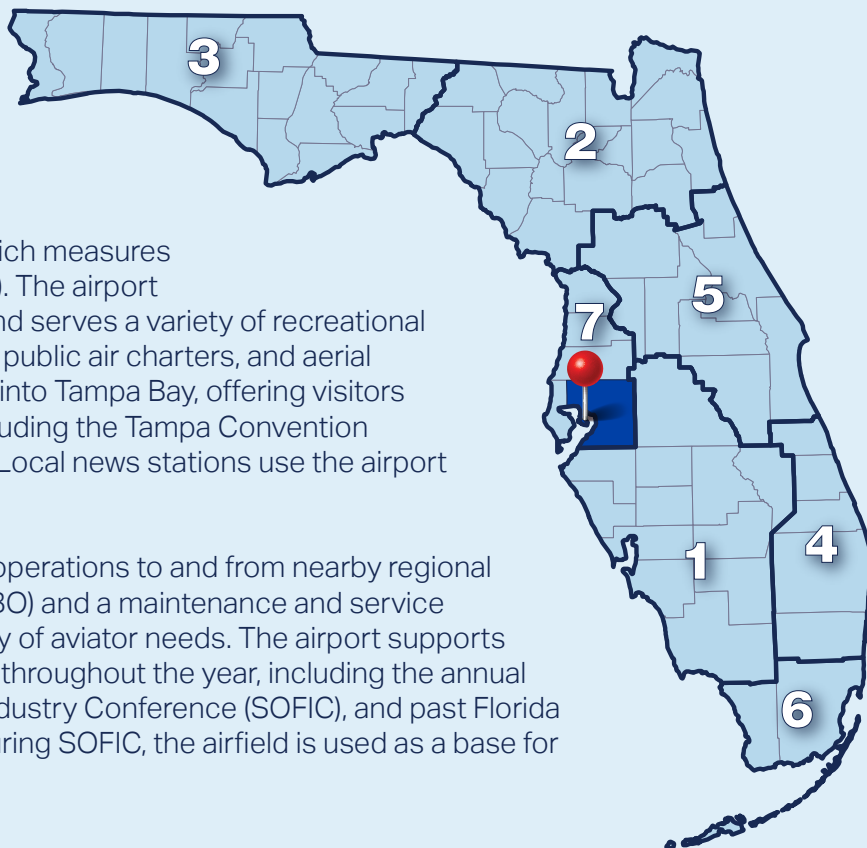 3
2
ich measures
). The airport
nd serves a variety of recreational
public air charters, and aerial
into Tampa Bay, offering visitors
luding the Tampa Convention
Local news stations use the airport
5
7
operations to and from nearby regional
BO) and a maintenance and service
y of aviator needs. The airport supports
throughout the year, including the annual
ndustry Conference (SOFIC), and past Florida
uring SOFIC, the airfield is used as a base for
1
4
6